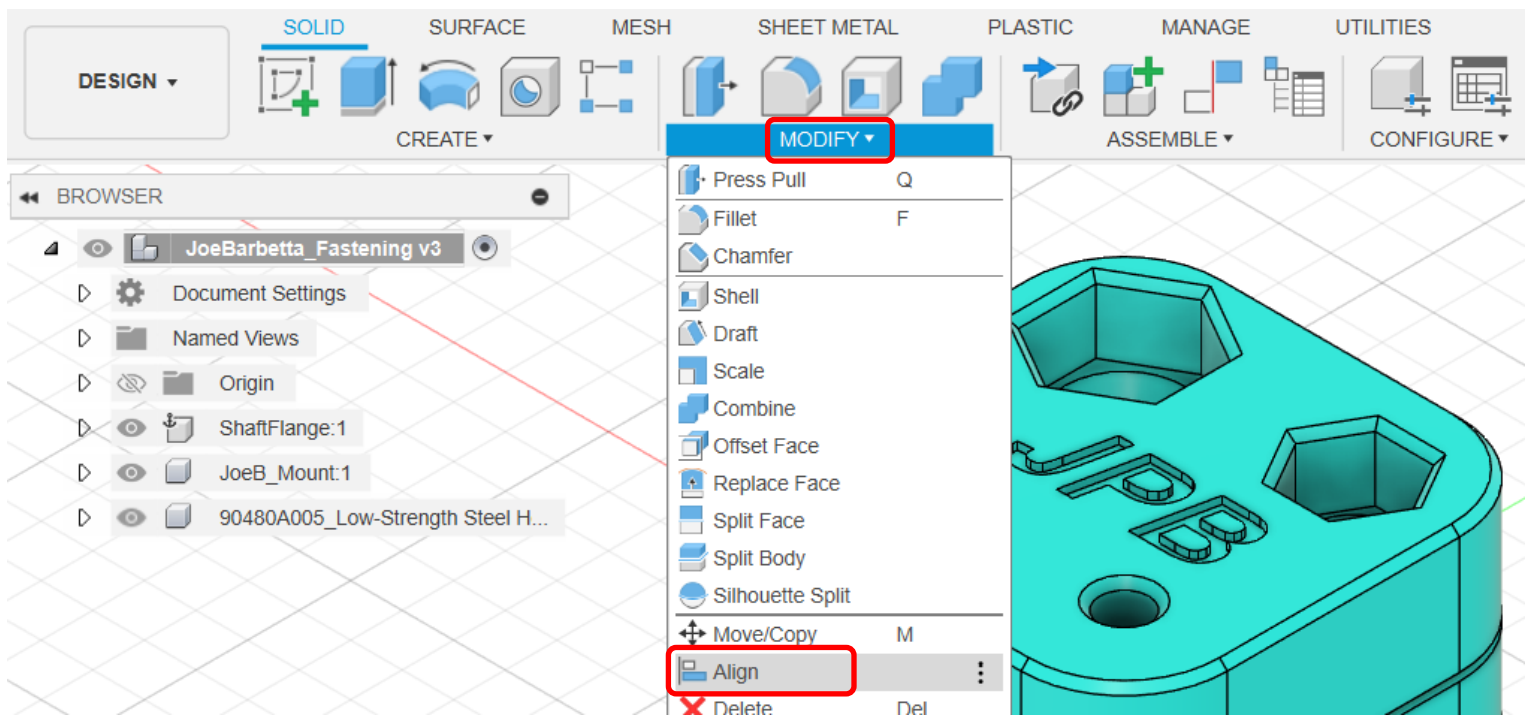 SOLID SURFACE MESH SHEET METAL PLASTIC MANAGE UTILITIES
DESIGN ▾
CREATE ▾ MODIFY ▾ ASSEMBLE ▾ CONFIGURE ▾
BROWSER
JoeBarbetta_Fastening v3
Document Settings
Named Views
Origin
ShaftFlange:1
JoeB_Mount:1
90480A005_Low-Strength Steel H...
Press Pull Q
Fillet F
Chamfer
Shell
Draft
Scale
Combine
Offset Face
Replace Face
Split Face
Split Body
Silhouette Split
Move/Copy M
Align
Delete Del
JPB